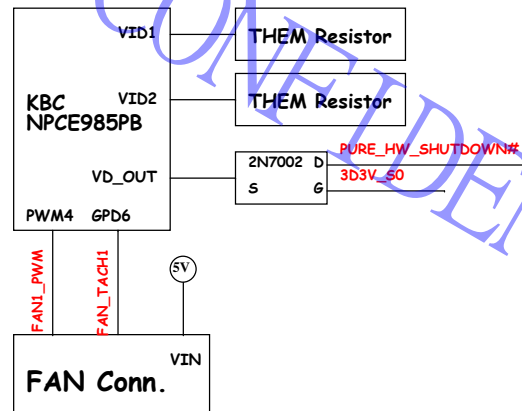 VID1
THEM Resistor
KBC
NPCE985PB
VID2
THEM Resistor
VD_OUT
2N7002 D
S G
PURE_HW_SHUTDOWN#
3D3V_S0
PWM4 GPD6
FAN1_PWM
FAN_TACH1
5V
VIN
FAN Conn.